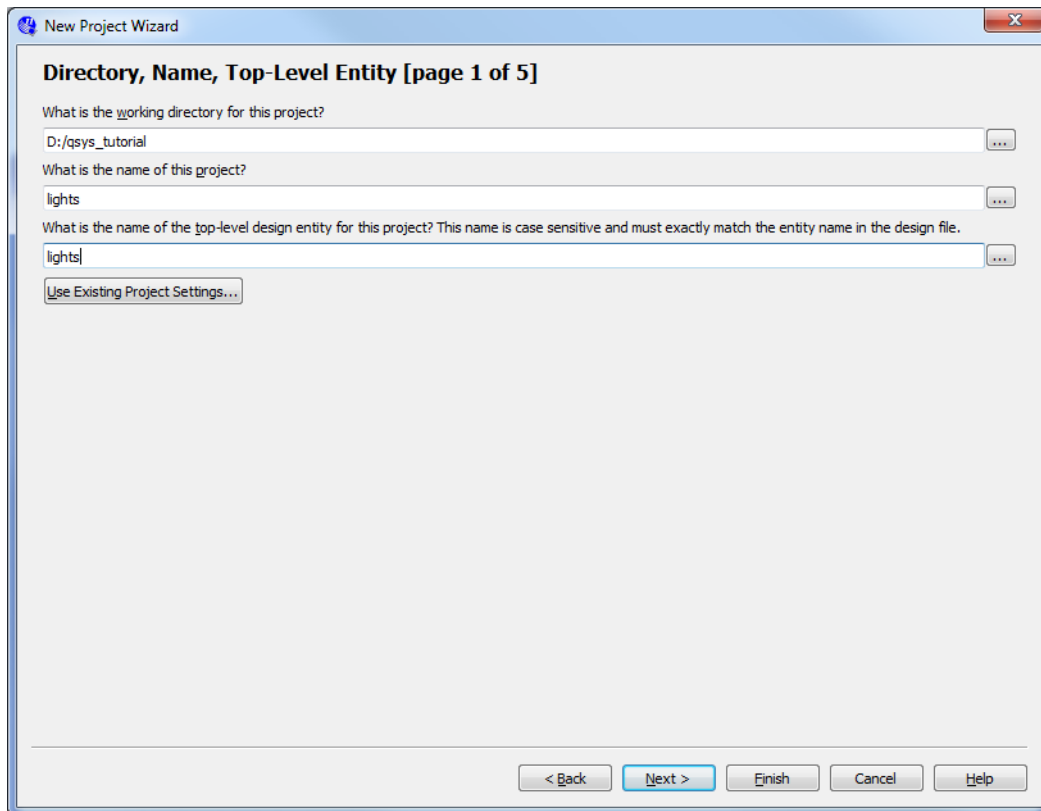 New Project Wizard
Directory, Name, Top-Level Entity [page 1 of 5]
What is the working directory for this project?
D:/qsys_tutorial
...
What is the name of this project?
lights
...
What is the name of the top-level design entity for this project? This name is case sensitive and must exactly match the entity name in the design file.
lights
...
Use Existing Project Settings...
< Back Next > Finish Cancel Help